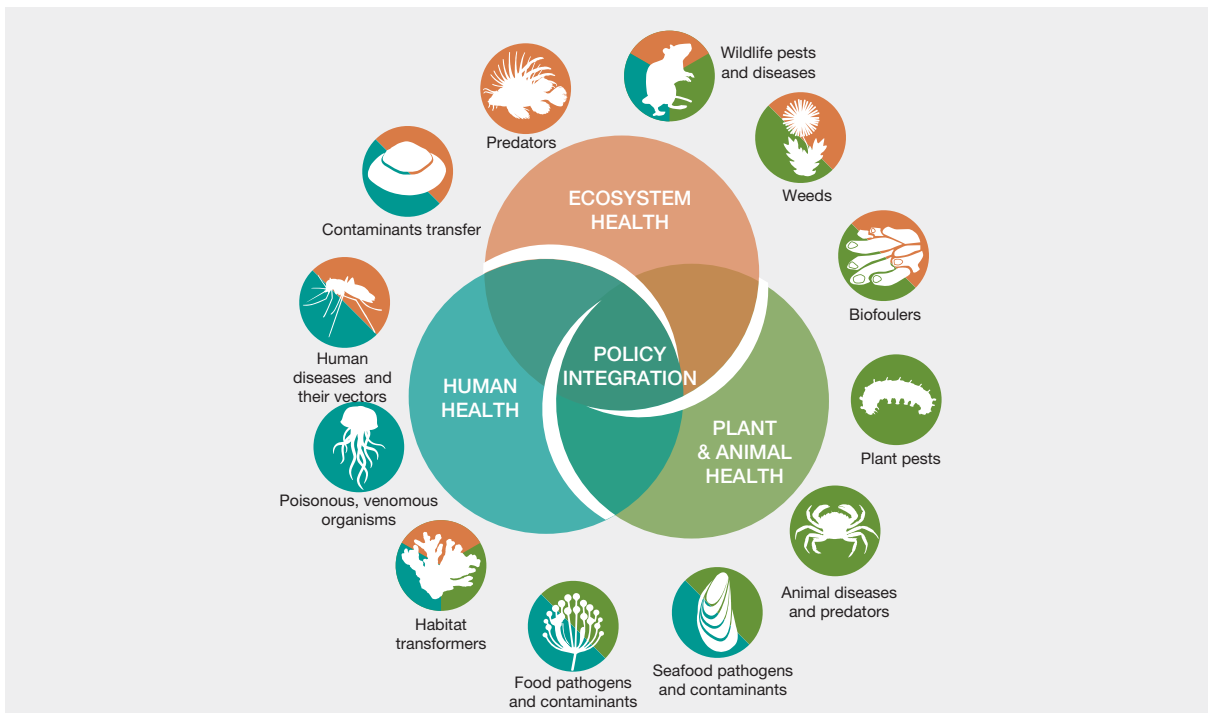 Wildlife pests
and diseases
Predators
Weeds
Contaminants transfer
ECOSYSTEM
HEALTH
Biofoulers
Human
diseases and
their vectors
POLICY
INTEGRATION
HUMAN
HEALTH
PLANT
& ANIMAL
HEALTH
Plant pests
Poisonous, venomous
organisms
Animal diseases
and predators
Habitat
transformers
Seafood pathogens
and contaminants
Food pathogens
and contaminants